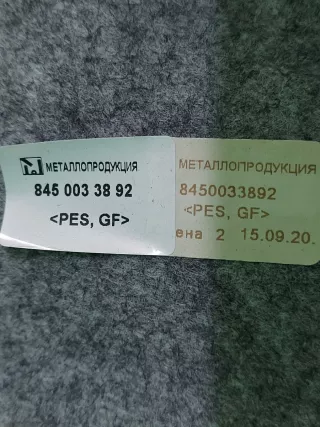 МЕТАЛЛОПРОДУКЦИЯ
845 003 38 92
<PES, GF>
МЕТАЛЛОПРОДУКЦИЯ
8450033892
<PES, GF>
ена 2 15.09.20.